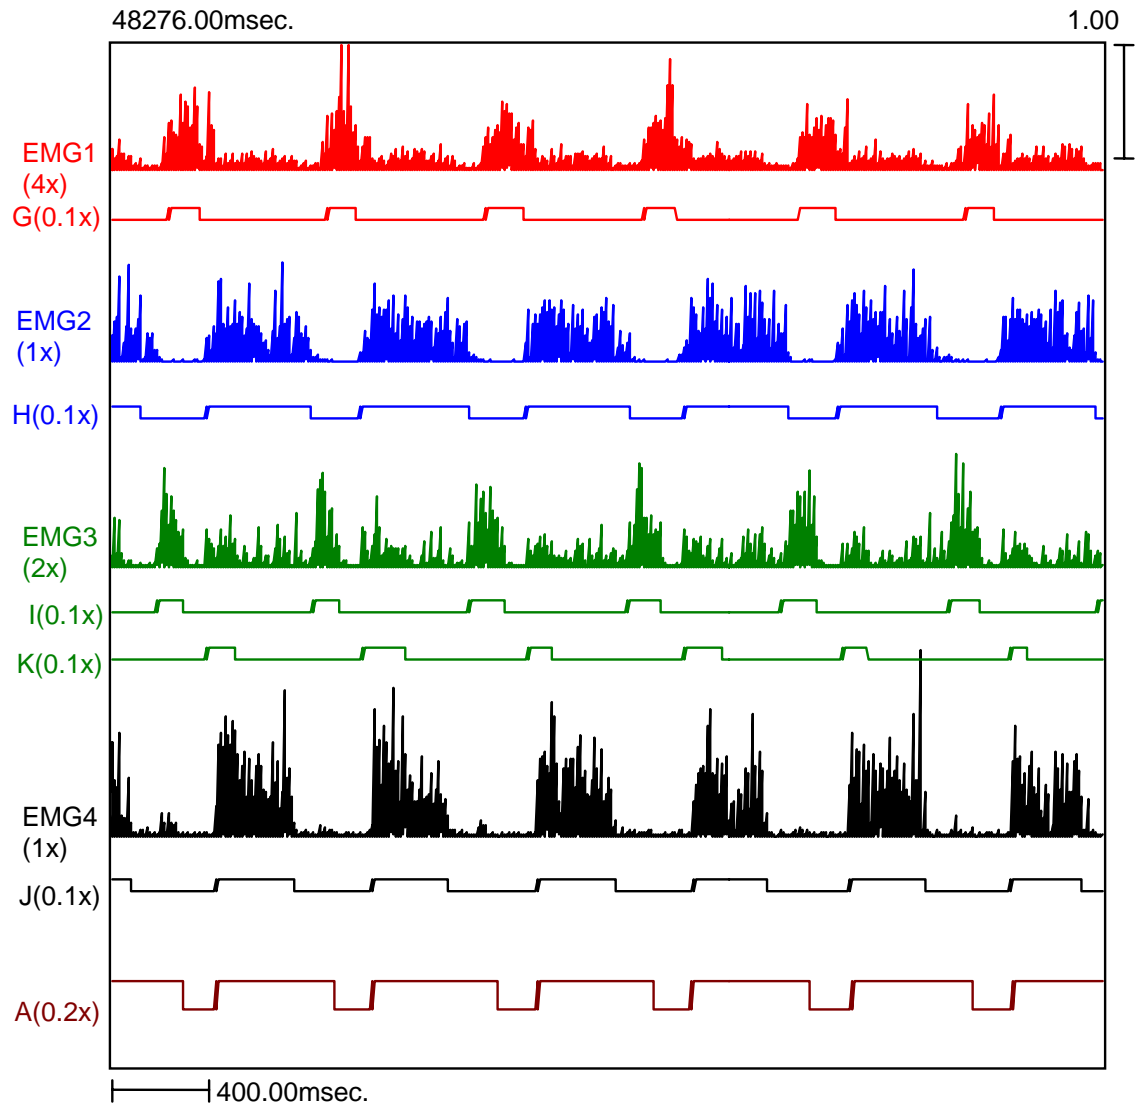 48276.00msec.
1.00
EMG1
(4x)
G(0.1x)
EMG2
(1x)
H(0.1x)
EMG3
(2x)
I(0.1x)
K(0.1x)
EMG4
(1x)
J(0.1x)
A(0.2x)
400.00msec.